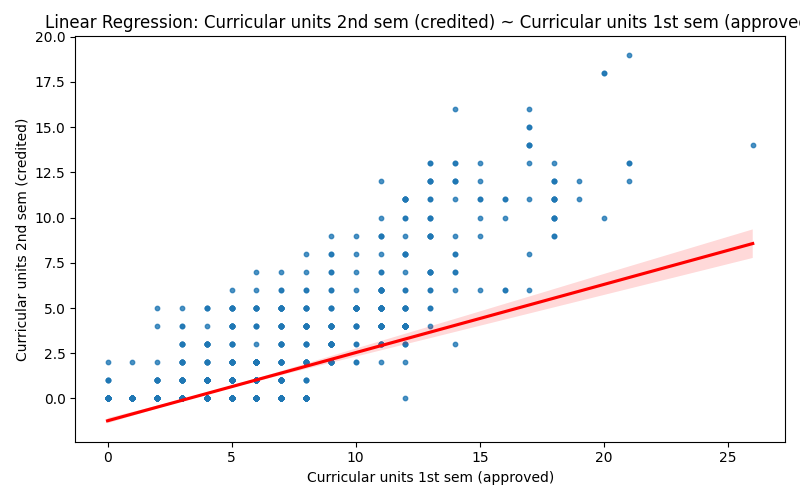 Linear Regression: Curricular units 2nd sem (credited) ~ Curricular units 1st sem (approved
20.0
17.5
15.0
12.5
10.0
7.5
5.0
2.5
0.0
Curricular units 2nd sem (credited)
0 5 10 15 20 25
Curricular units 1st sem (approved)